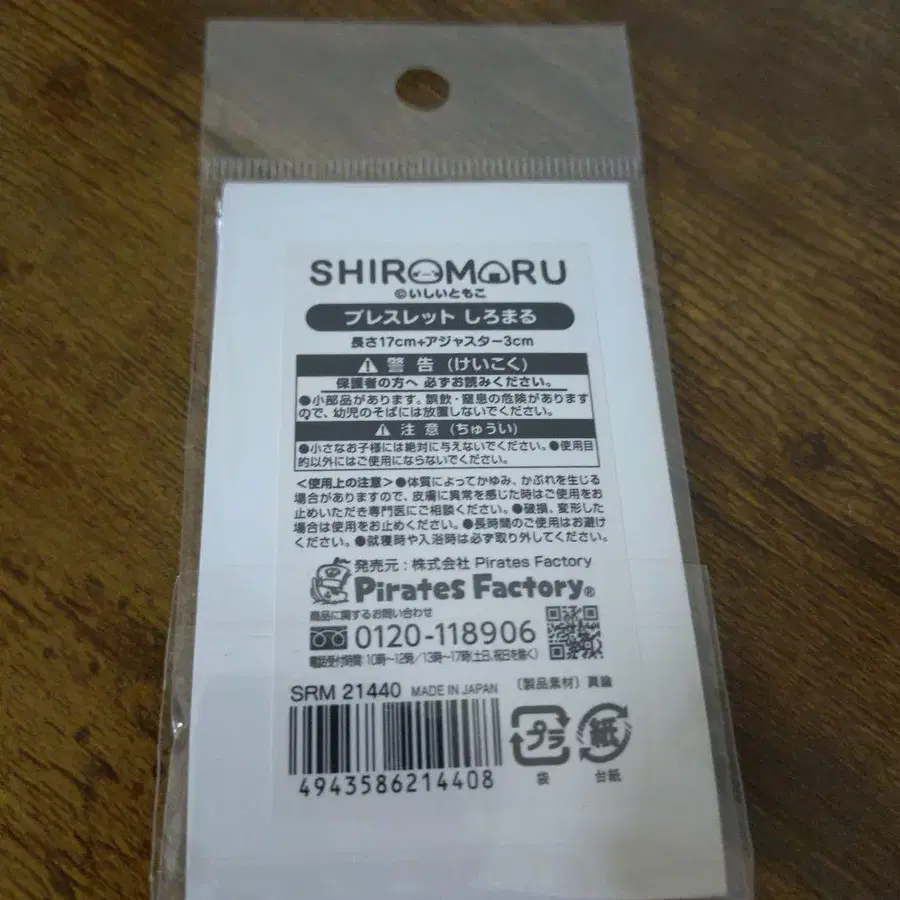 SHIROMARU
©いしいともこ
ブレスレット しろまる
長さ17cm+アジャスター3cm
警告 (けいこく)
保護者の方へ 必ずお読みください。
●小部品があります。誤飲・窒息の危険があります
ので、幼児のそばには放置しないでください。
注意 (ちゅうい)
●小さなお子様には絶対に与えないでください。●使用目
的以外にはご使用にならないでください。
<使用上の注意>●体質によってかゆみ、かぶれを生じる
場合がありますので、皮膚に異常を感じた時はご使用をお
止めいただき専門医にご相談ください。●破損、変形した
場合は使用をお止めください。●長時間のご使用はお避け
ください。●就寝時や入浴時は必ず取り外してください。
発売元:株式会社 Pirates Factory
Pirates Factory®
商品に関するお問い合わせ
0120-118906
電話受付時間:10時~12時/13時~17時(土日、祝日を除く)
SRM 21440 MADE IN JAPAN
〔製品素材〕真鍮
4943586214408
プラ
袋
紙
台紙